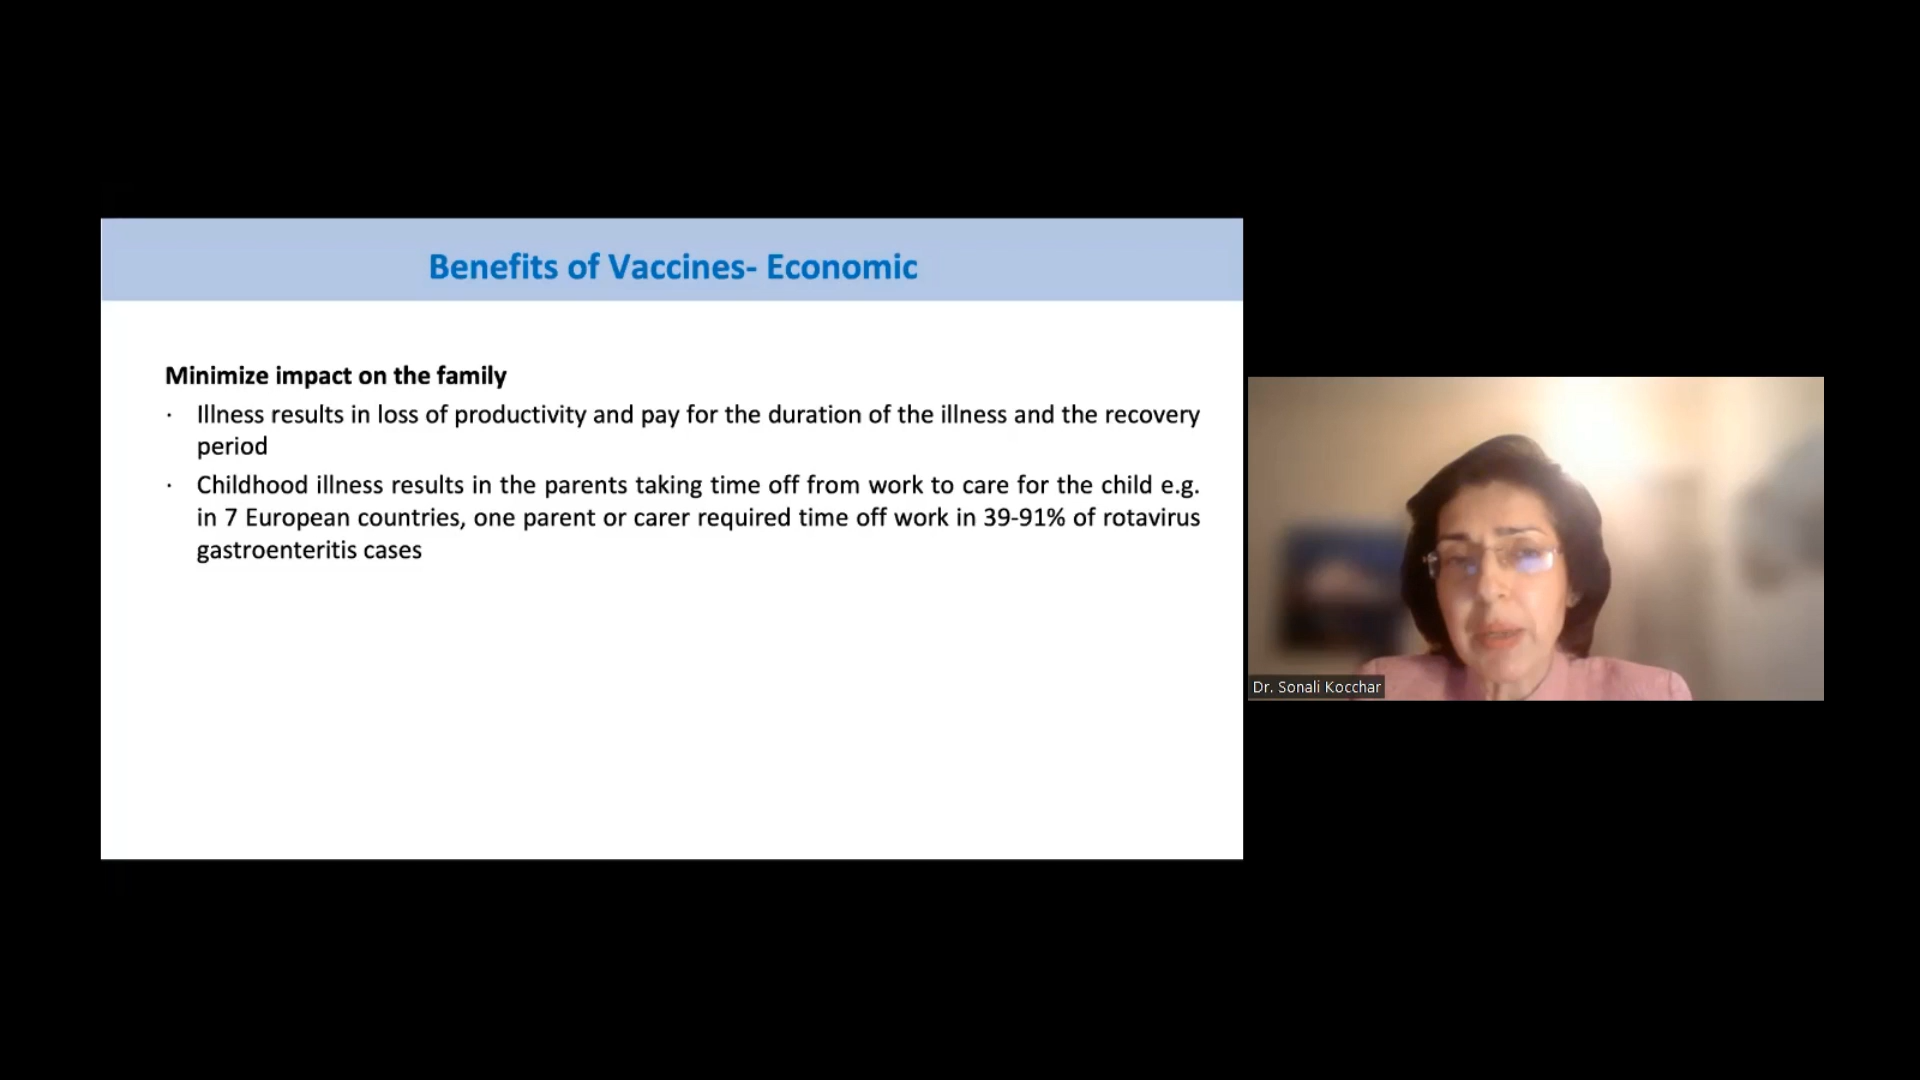 Benefits of Vaccines- Economic
Minimize impact on the family
· Illness results in loss of productivity and pay for the duration of the illness and the recovery
period
· Childhood illness results in the parents taking time off from work to care for the child e.g.
in 7 European countries, one parent or carer required time off work in 39-91% of rotavirus
gastroenteritis cases
Dr. Sonali Kocchar